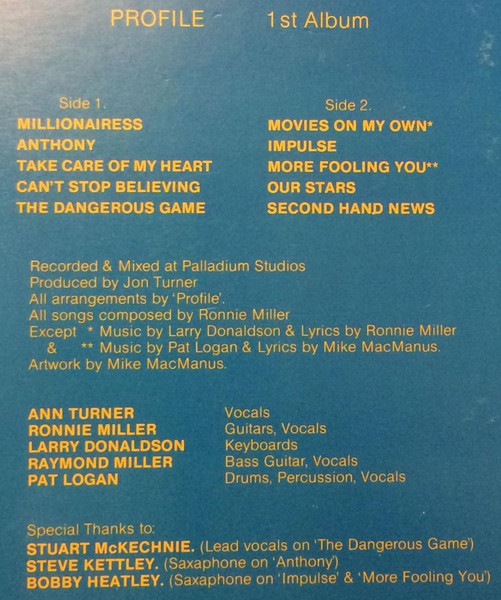 PROFILE 1st Album
Side 1.
MILLIONAIRESS
ANTHONY
TAKE CARE OF MY HEART
CAN'T STOP BELIEVING
THE DANGEROUS GAME
Side 2.
MOVIES ON MY OWN*
IMPULSE
MORE FOOLING YOU**
OUR STARS
SECOND HAND NEWS
Recorded & Mixed at Palladium Studios
Produced by Jon Turner
All arrangements by 'Profile'.
All songs composed by Ronnie Miller
Except * Music by Larry Donaldson & Lyrics by Ronnie Miller
& ** Music by Pat Logan & Lyrics by Mike MacManus.
Artwork by Mike MacManus.
ANN TURNER Vocals
RONNIE MILLER Guitars, Vocals
LARRY DONALDSON Keyboards
RAYMOND MILLER Bass Guitar, Vocals
PAT LOGAN Drums, Percussion, Vocals
Special Thanks to:
STUART McKECHNIE. (Lead vocals on 'The Dangerous Game')
STEVE KETTLEY. (Saxaphone on 'Anthony')
BOBBY HEATLEY. (Saxaphone on 'Impulse' & 'More Fooling You')